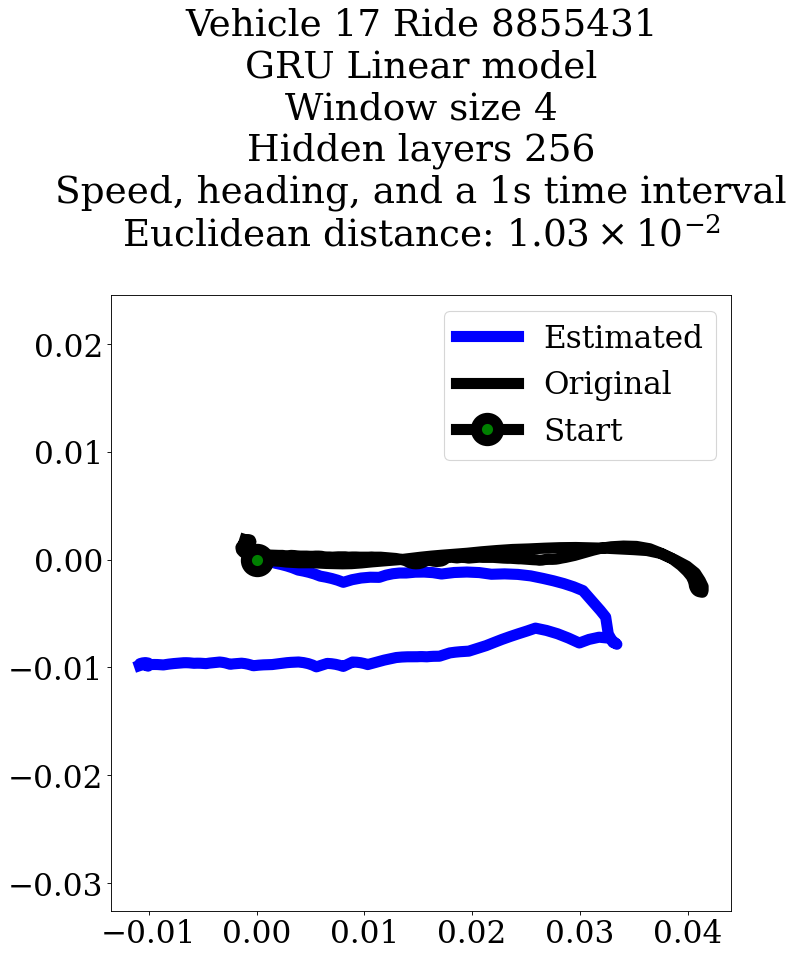 Vehicle 17 Ride 8855431
GRU Linear model
Window size 4
Hidden layers 256
Speed, heading, and a 1s time interval
Euclidean distance: 1.03 × 10⁻²
Estimated
Original
Start
0.02
0.01
0.00
−0.01
−0.02
−0.03
−0.01 0.00 0.01 0.02 0.03 0.04